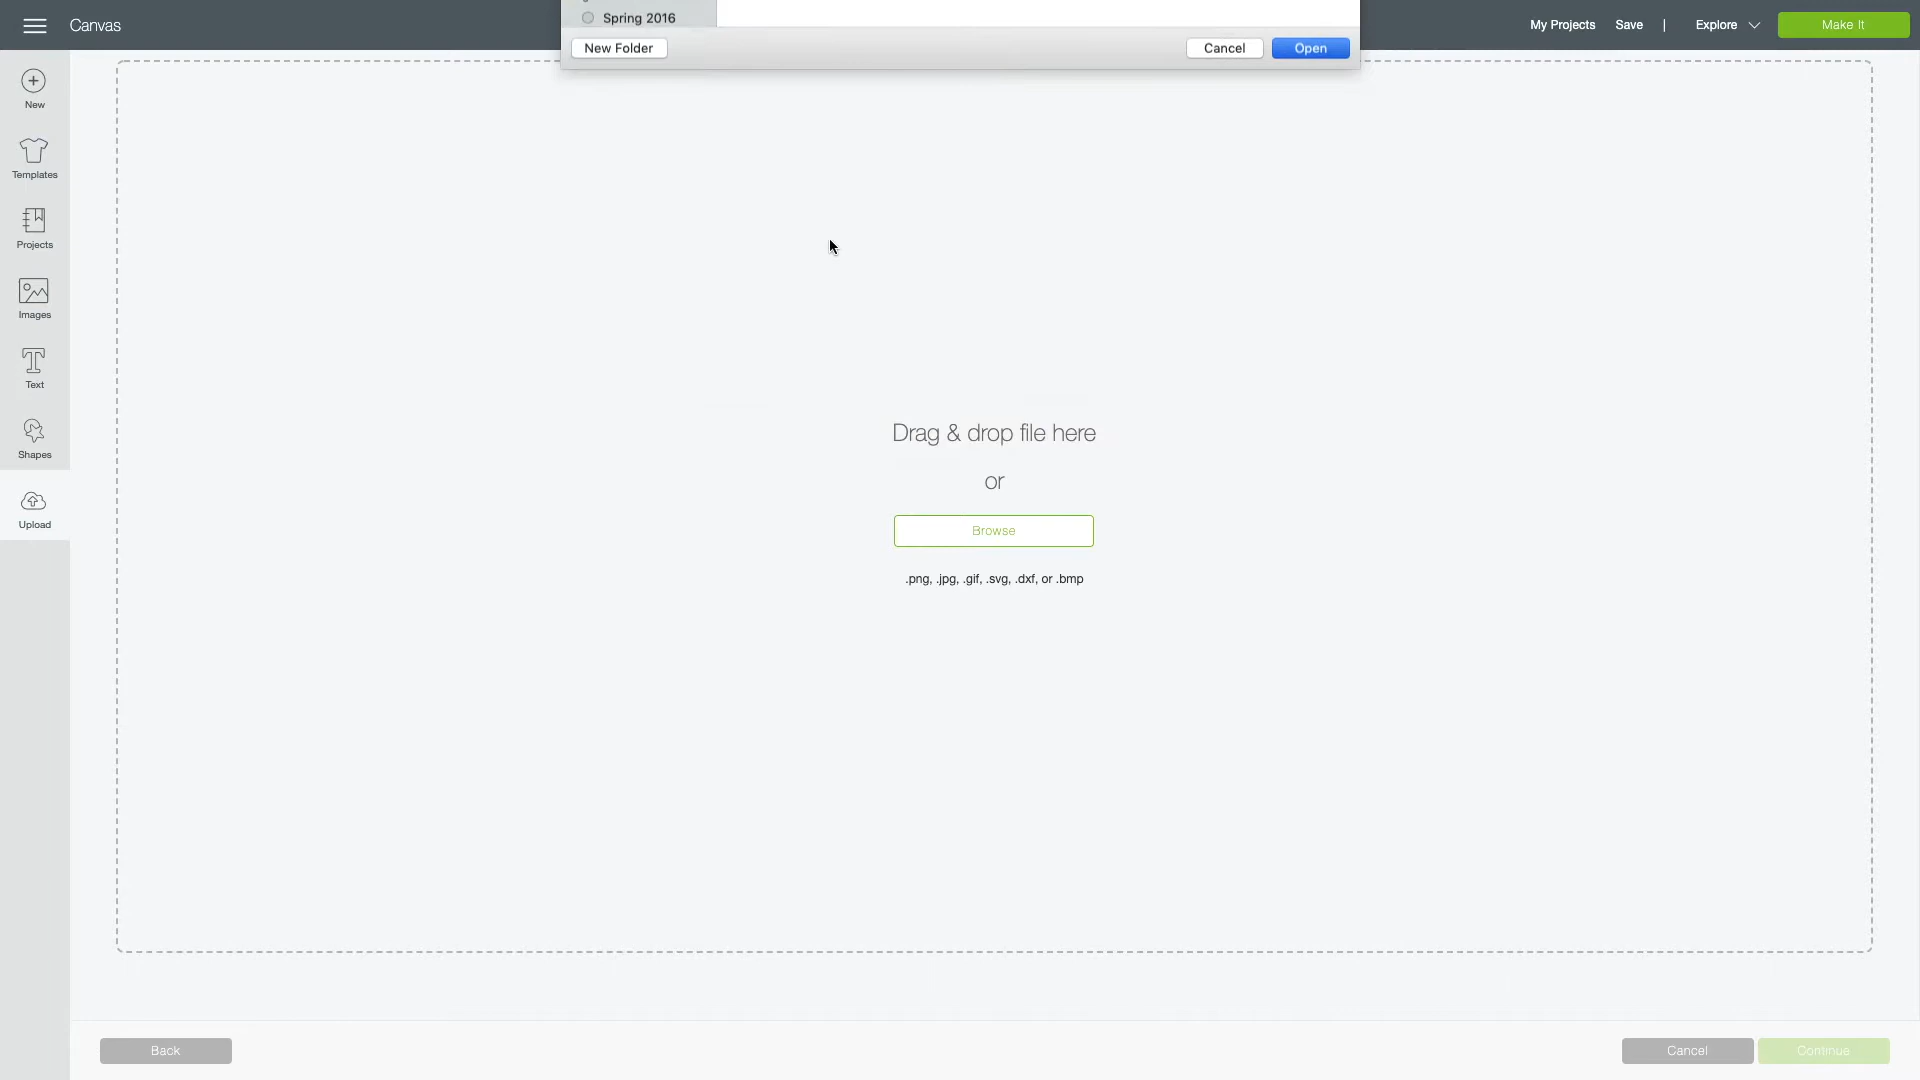 Canvas
Spring 2016
New Folder
Cancel
Open
My Projects
Save
|
Explore
Make It
New
Templates
Projects
Images
Text
Shapes
Upload
Drag & drop file here
or
Browse
.png, .jpg, .gif, .svg, .dxf, or .bmp
Back
Cancel
Continue